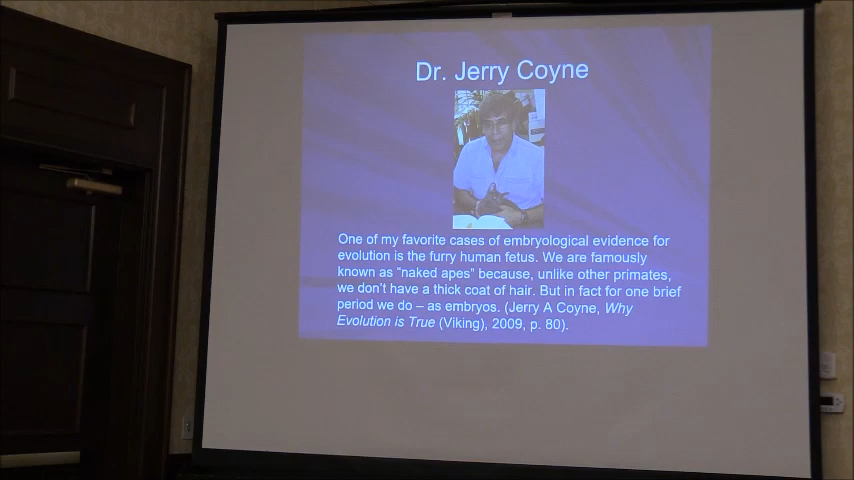 Dr. Jerry Coyne
One of my favorite cases of embryological evidence for
evolution is the furry human fetus. We are famously
known as “naked apes” because, unlike other primates,
we don’t have a thick coat of hair. But in fact for one brief
period we do – as embryos. (Jerry A Coyne, Why
Evolution is True (Viking), 2009, p. 80).